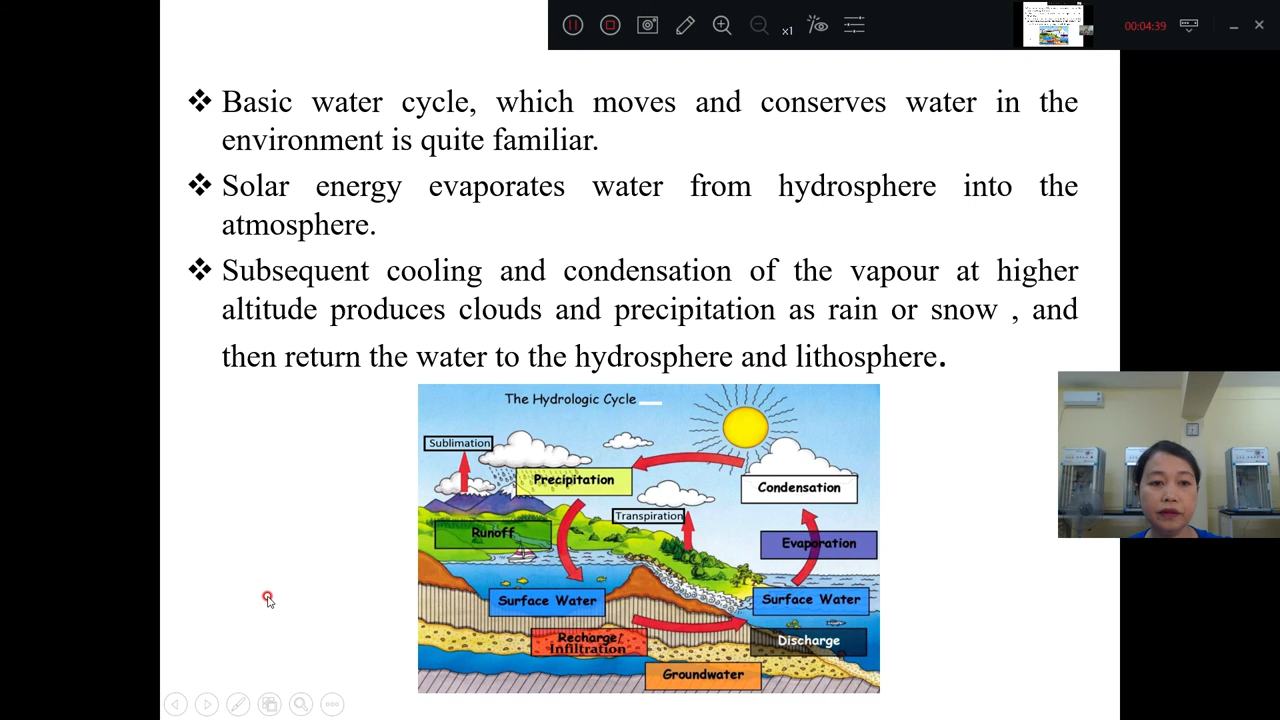 x1
00:04:39
❖ Basic water cycle, which moves and conserves water in the
environment is quite familiar.
❖ Solar energy evaporates water from hydrosphere into the
atmosphere.
❖ Subsequent cooling and condensation of the vapour at higher
altitude produces clouds and precipitation as rain or snow , and
then return the water to the hydrosphere and lithosphere.
The Hydrologic Cycle
Sublimation
Precipitation
Condensation
Transpiration
Runoff
Evaporation
Surface Water
Surface Water
Recharge/
Infiltration
Discharge
Groundwater